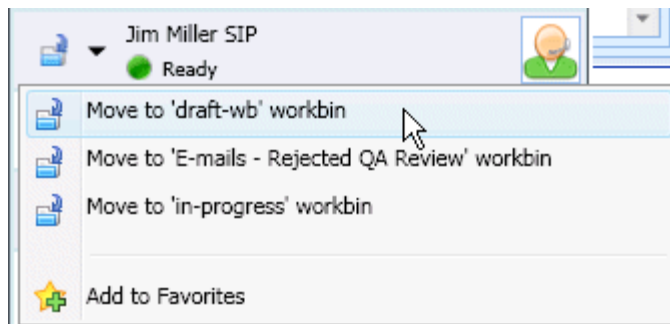 Jim Miller SIP
Ready
Move to 'draft-wb' workbin
Move to 'E-mails - Rejected QA Review' workbin
Move to 'in-progress' workbin
Add to Favorites